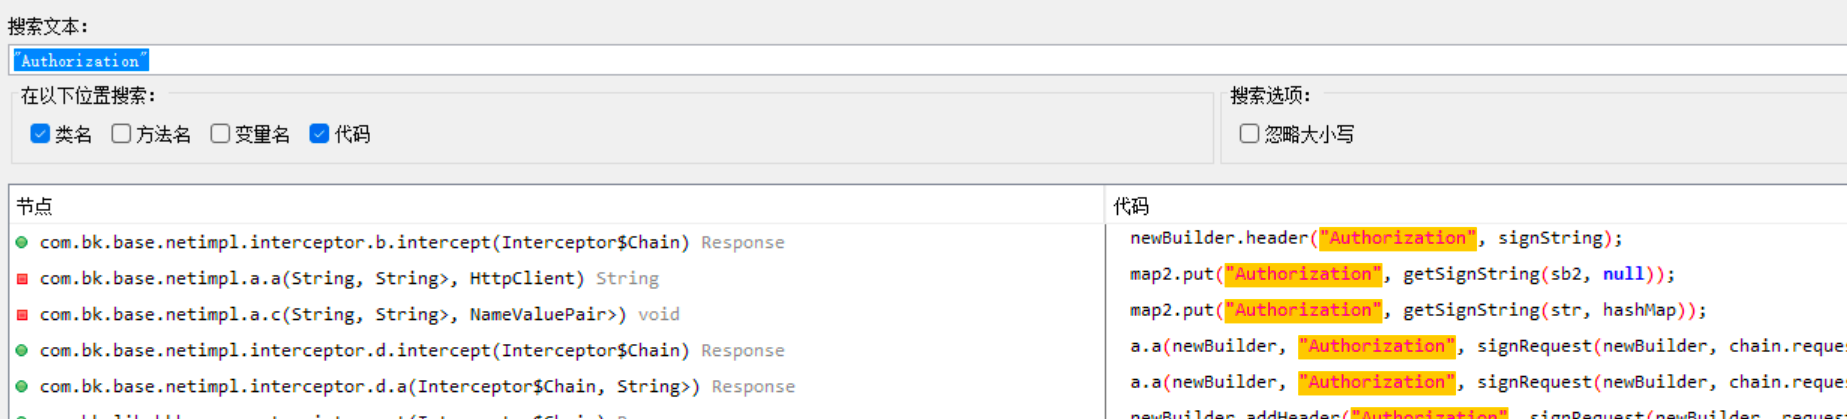 搜索文本:
"Authorization"
在以下位置搜索:
搜索选项:
类名 方法名 变量名 代码
忽略大小写
节点
代码
com.bk.base.netimpl.interceptor.b.intercept(Interceptor$Chain) Response
newBuilder.header("Authorization", signString);
com.bk.base.netimpl.a.a(String, String>, HttpClient) String
map2.put("Authorization", getSignString(sb2, null));
com.bk.base.netimpl.a.c(String, String>, NameValuePair>) void
map2.put("Authorization", getSignString(str, hashMap));
com.bk.base.netimpl.interceptor.d.intercept(Interceptor$Chain) Response
a.a(newBuilder, "Authorization", signRequest(newBuilder, chain.reque
com.bk.base.netimpl.interceptor.d.a(Interceptor$Chain, String>) Response
a.a(newBuilder, "Authorization", signRequest(newBuilder, chain.reque
newBuilder.addHeader("Authorization", signRequest(newBuilder, reque